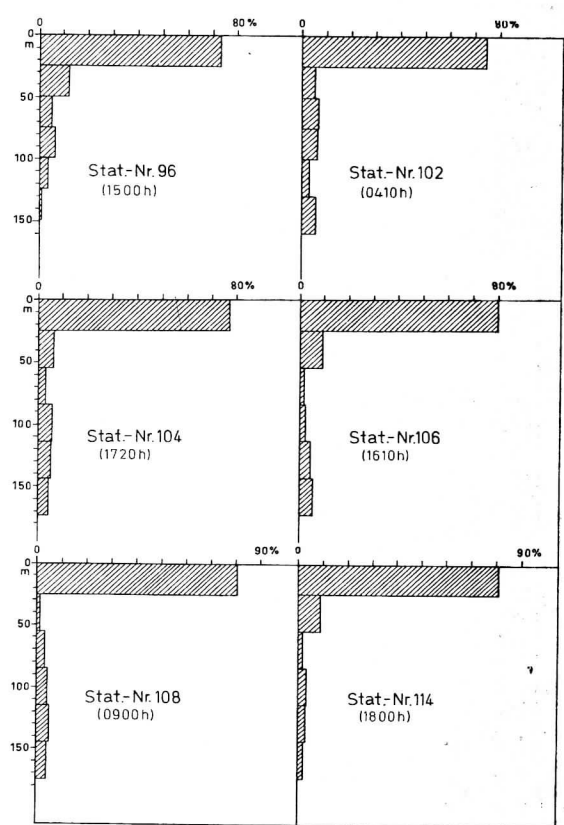 0 80% 0 80%
0
m
50
100
150
Stat.-Nr. 96
(1500h)
Stat.-Nr. 102
(0410h)
0 80% 0 80%
0
m
50
100
150
Stat.-Nr. 104
(1720h)
Stat.-Nr. 106
(1610h)
0 90% 0 90%
0
m
50
100
150
Stat.-Nr. 108
(0900h)
Stat.-Nr. 114
(1800h)